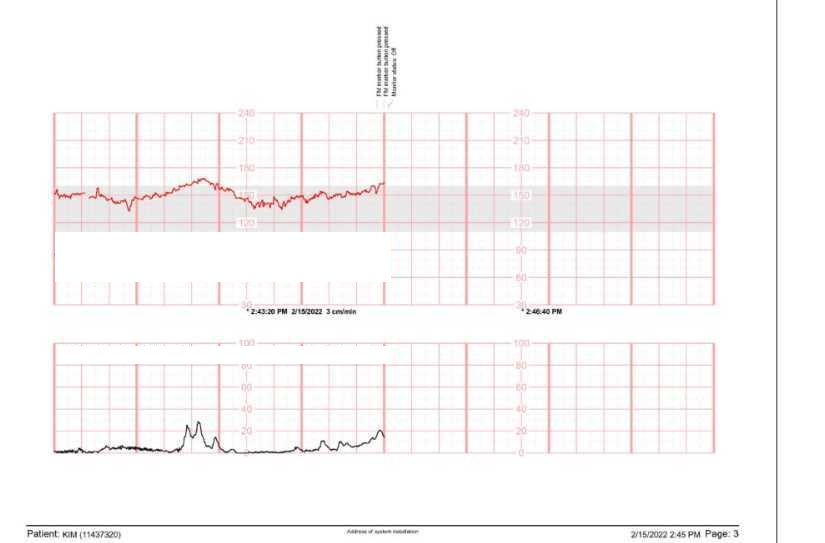 FM marker button pressed
FM marker button pressed
Monitor status: Off
240 240
210 210
180 180
150 150
120 120
90
60
30 30
* 2:43:20 PM 2/15/2022 3 cm/min * 2:46:40 PM
100 100
80 80
60 60
40 40
20 20
0 0
Patient: KIM (11437320) Address of system installation 2/15/2022 2:45 PM Page: 3